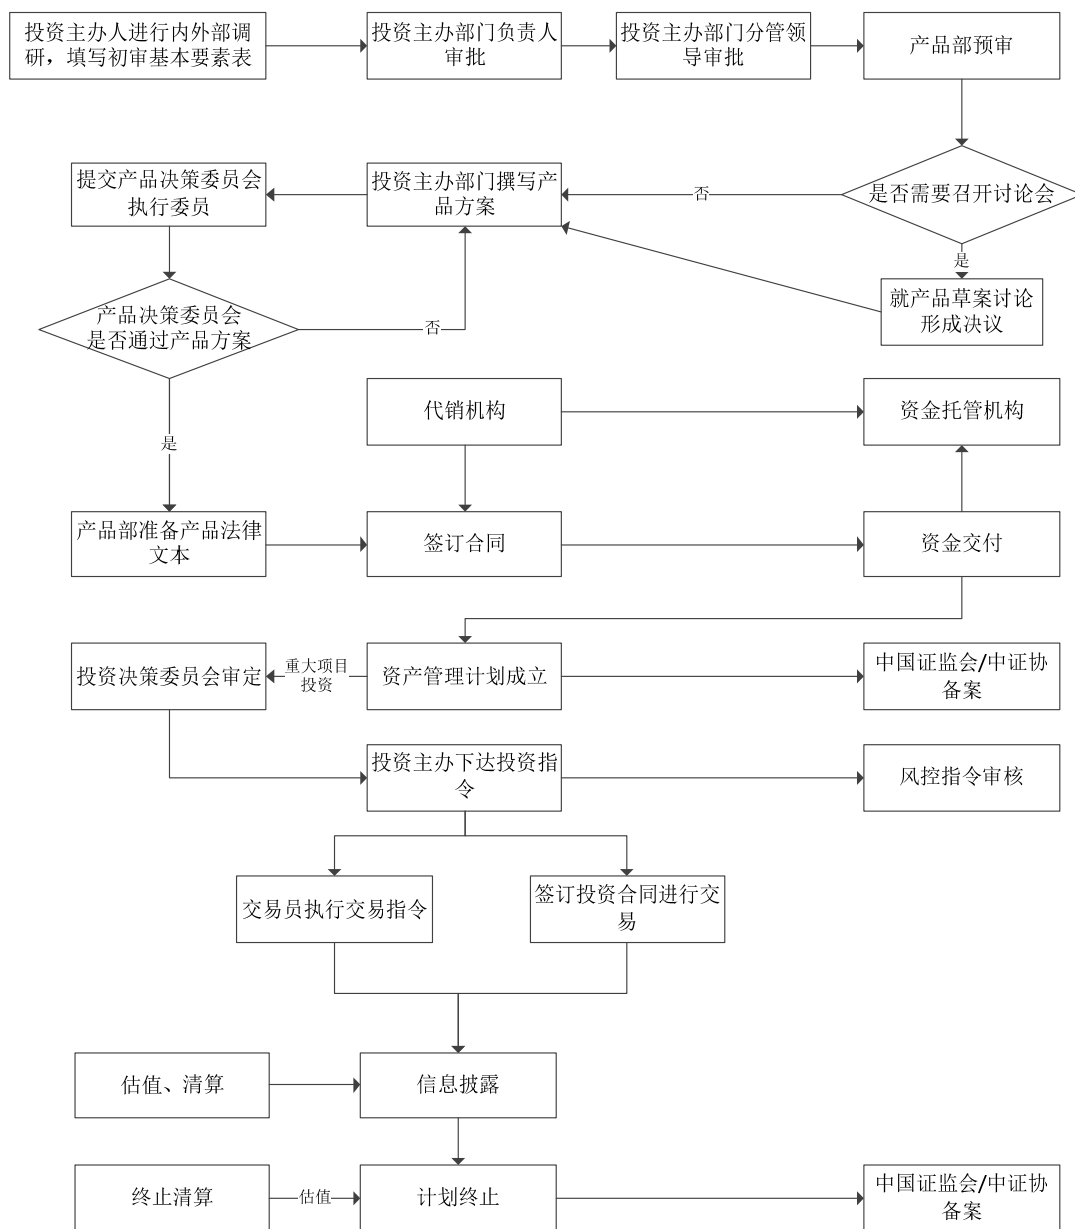 投资主办人进行内外部调
研，填写初审基本要素表
投资主办部门负责人
审批
投资主办部门分管领
导审批
产品部预审
提交产品决策委员会
执行委员
投资主办部门撰写产
品方案
否
是否需要召开讨论会
是
就产品草案讨论
形成决议
产品决策委员会
是否通过产品方案
否
是
代销机构
资金托管机构
产品部准备产品法律
文本
签订合同
资金交付
投资决策委员会审定
重大项目
投资
资产管理计划成立
中国证监会/中证协
备案
投资主办下达投资指
令
风控指令审核
交易员执行交易指令
签订投资合同进行交
易
估值、清算
信息披露
终止清算
估值
计划终止
中国证监会/中证协
备案